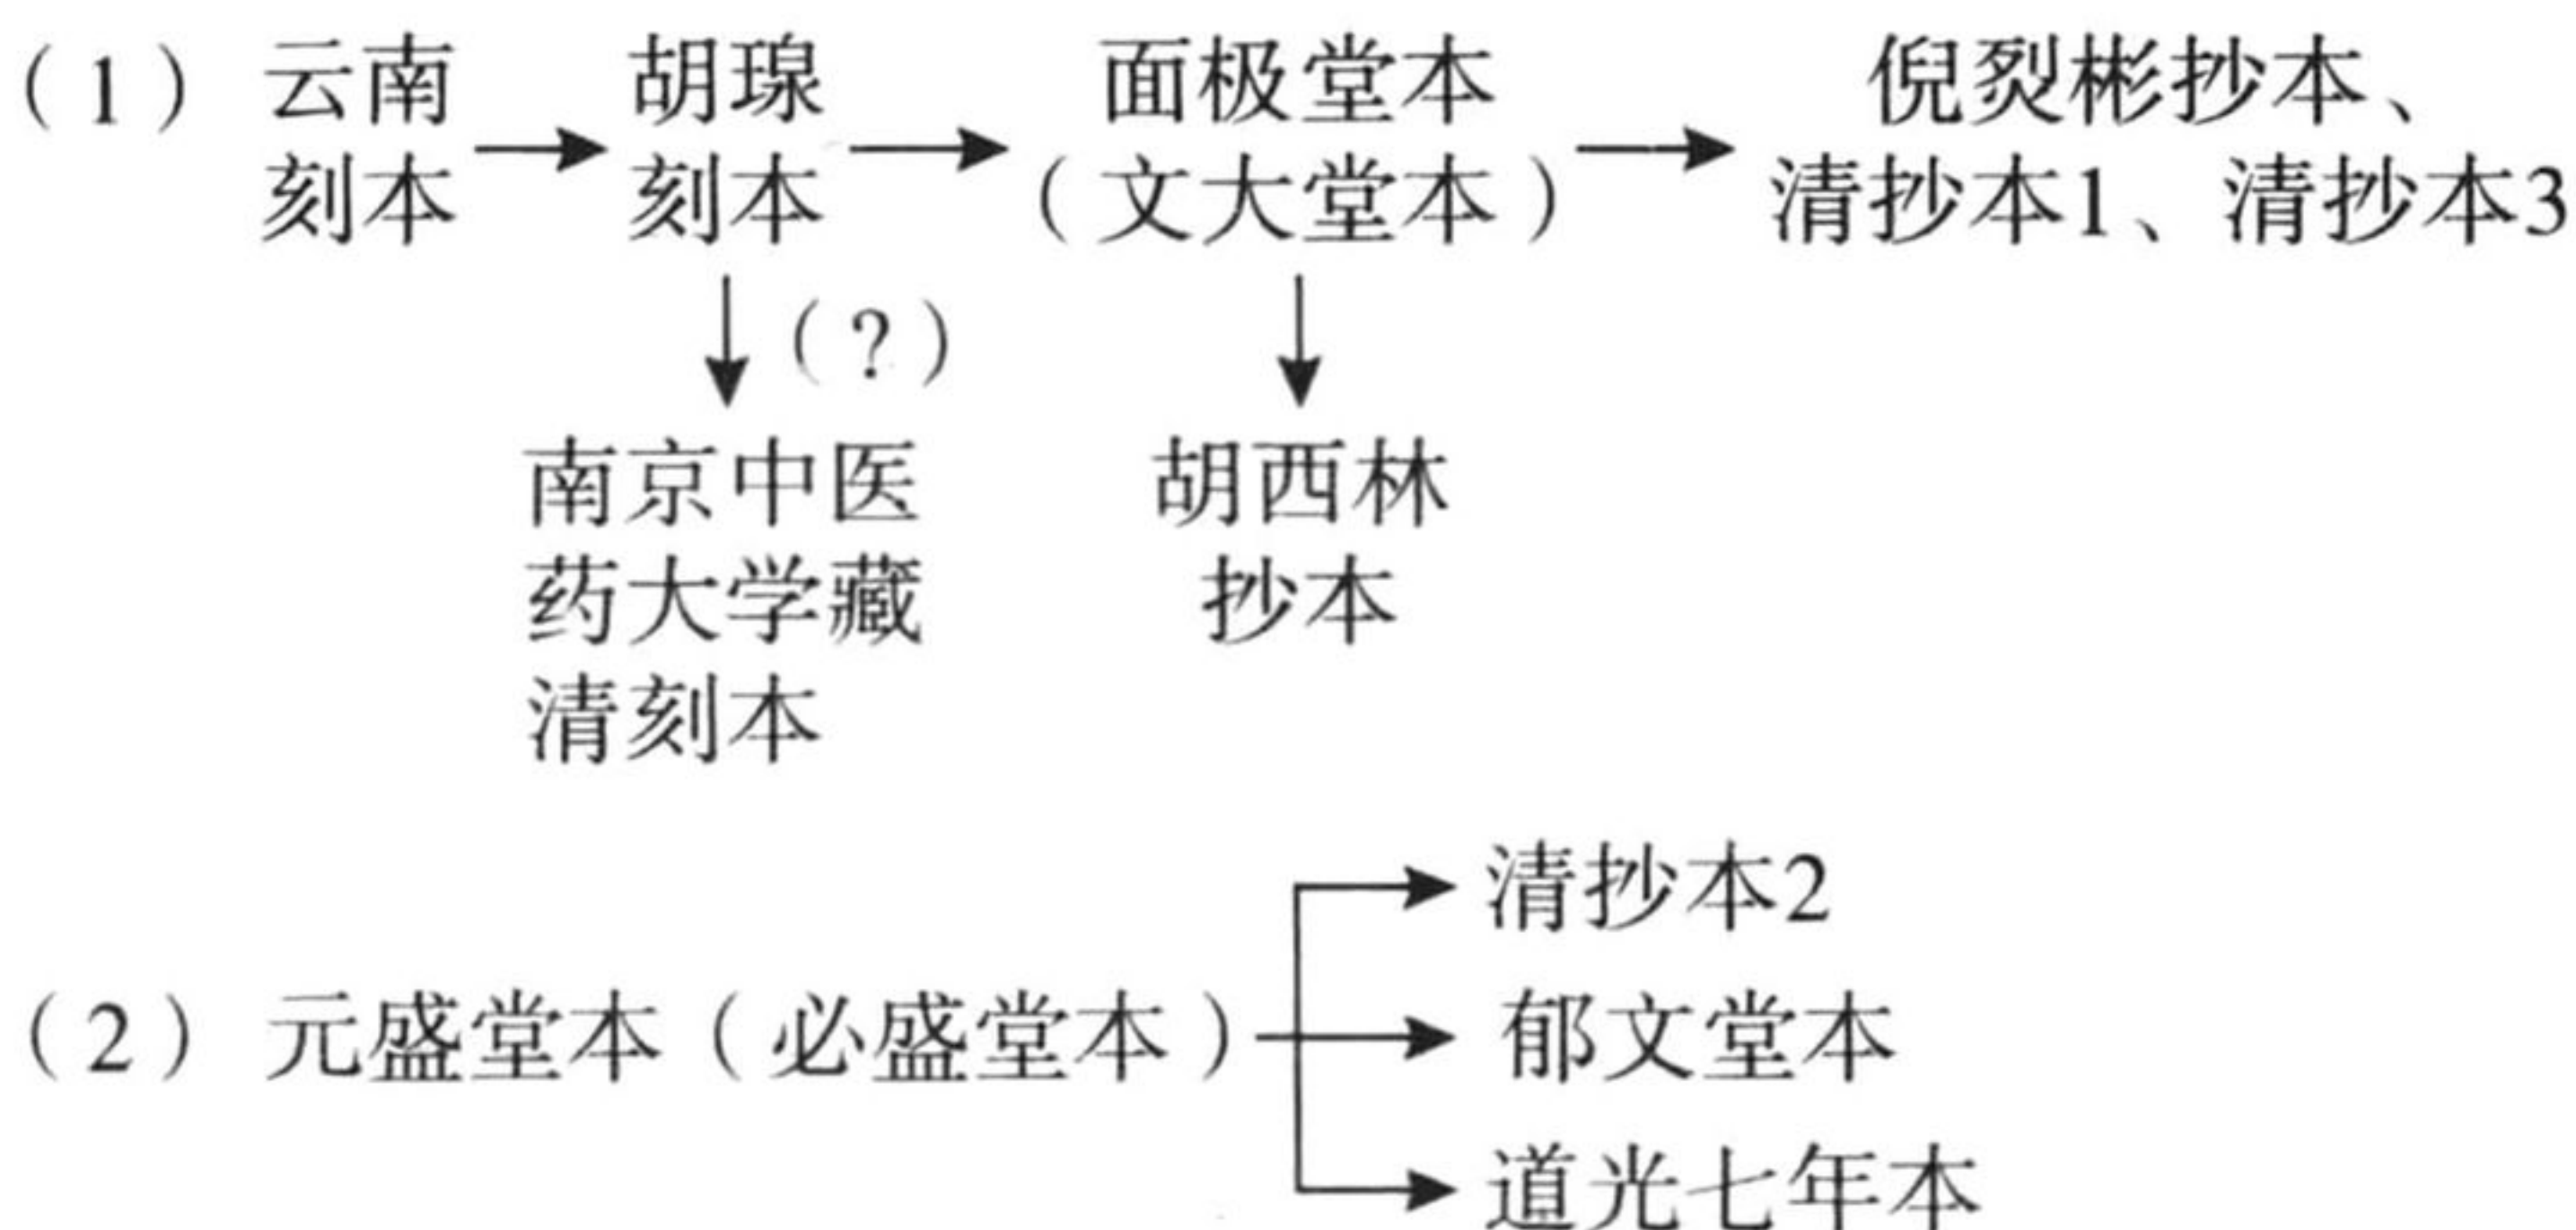 （1）云南 胡瑔 面极堂本 倪烈彬抄本、
刻本 刻本 （文大堂本） 清抄本1、清抄本3
（?）
南京中医 胡西林
药大学藏 抄本
清刻本
清抄本2
（2）元盛堂本（必盛堂本） 郁文堂本
道光七年本